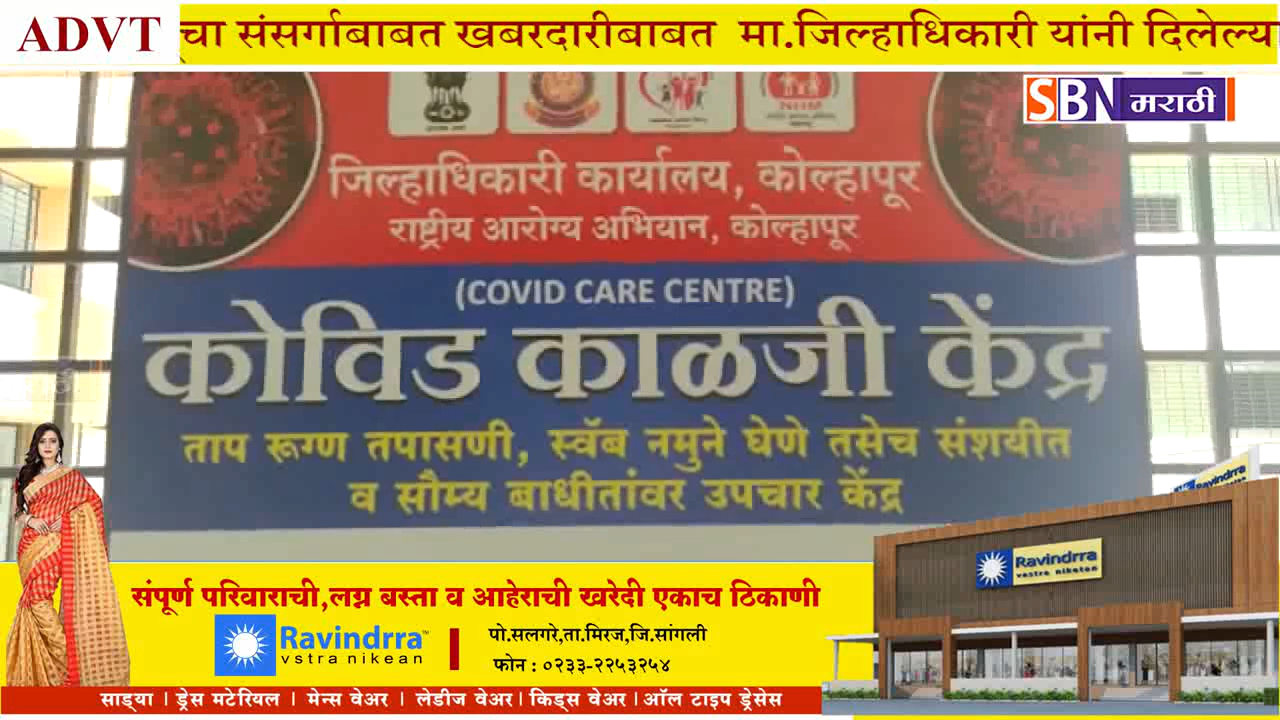 ADVT
चा संसर्गाबाबत खबरदारीबाबत मा.जिल्हाधिकारी यांनी दिलेल्य
SBN मराठी
जिल्हाधिकारी कार्यालय, कोल्हापूर
राष्ट्रीय आरोग्य अभियान, कोल्हापूर
(COVID CARE CENTRE)
कोविड काळजी केंद्र
ताप रूग्ण तपासणी, स्वॅब नमुने घेणे तसेच संशयीत
व सौम्य बाधीतांवर उपचार केंद्र
Ravindrra
vastra niketan
संपूर्ण परिवाराची,लग्न बस्ता व आहेराची खरेदी एकाच ठिकाणी
Ravindrra™
vstra nikean
पो.सलगरे,ता.मिरज,जि.सांगली
फोन : ०२३३-२२५३२५४
साड्या | ड्रेस मटेरियल | मेन्स वेअर | लेडीज वेअर | किड्स वेअर | ऑल टाइप ड्रेसेस